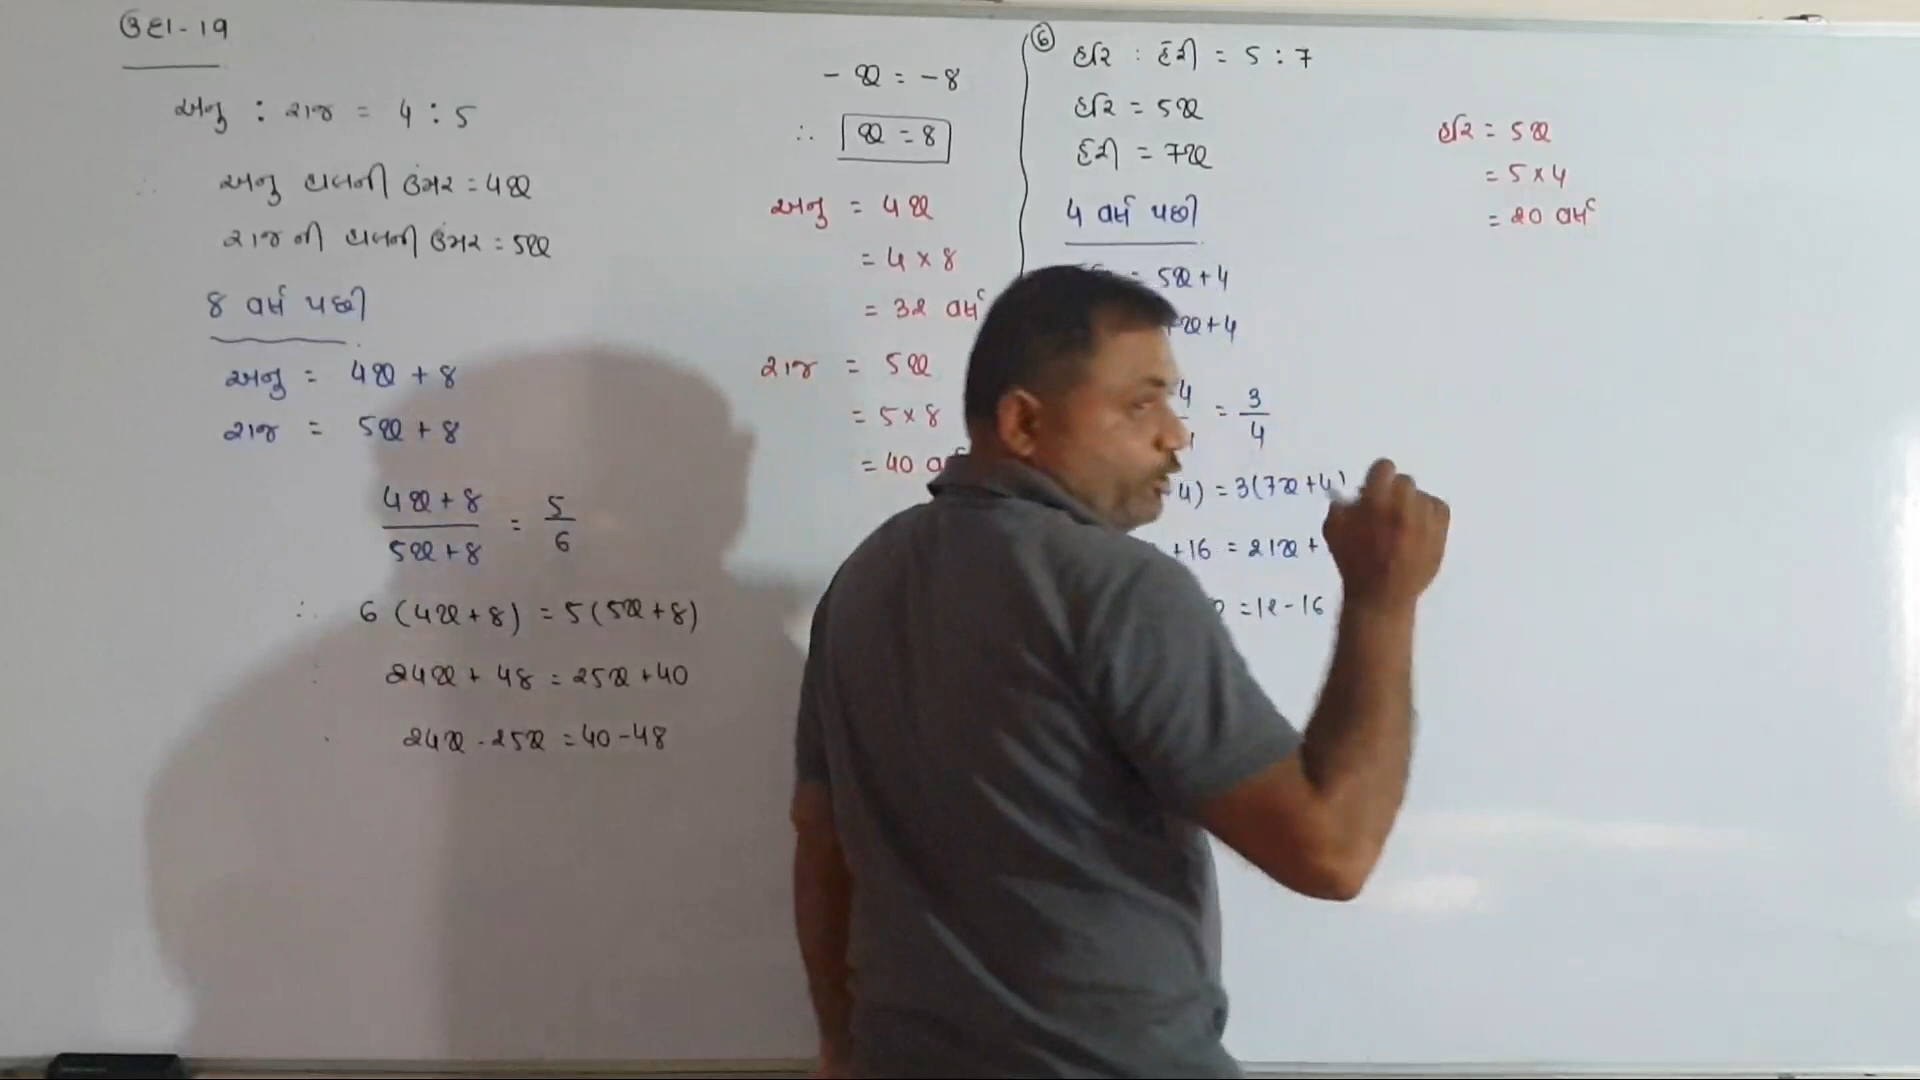 ઉદા-19
અનુ : રાજ = 4 : 5
અનુ હાલની ઉંમર = 4x
રાજ ની હાલની ઉંમર = 5x
8 વર્ષ પછી
અનુ = 4x + 8
રાજ = 5x + 8
4x + 8 / 5x + 8 = 5 / 6
∴ 6 (4x + 8) = 5 (5x + 8)
24x + 48 = 25x + 40
24x - 25x = 40 - 48
- x = - 8
∴ x = 8
અનુ = 4x
= 4 × 8
= 32 વર્ષ
રાજ = 5x
= 5 × 8
= 40
⑥ હરિ : હેરી = 5 : 7
હરિ = 5x
હેરી = 7x
4 વર્ષ પછી
= 5x + 4
x + 4
4 = 3 / 4
4) = 3(7x + 4)
+ 16 = 21x +
= 12 - 16
હરિ = 5x
= 5 × 4
= 20 વર્ષ